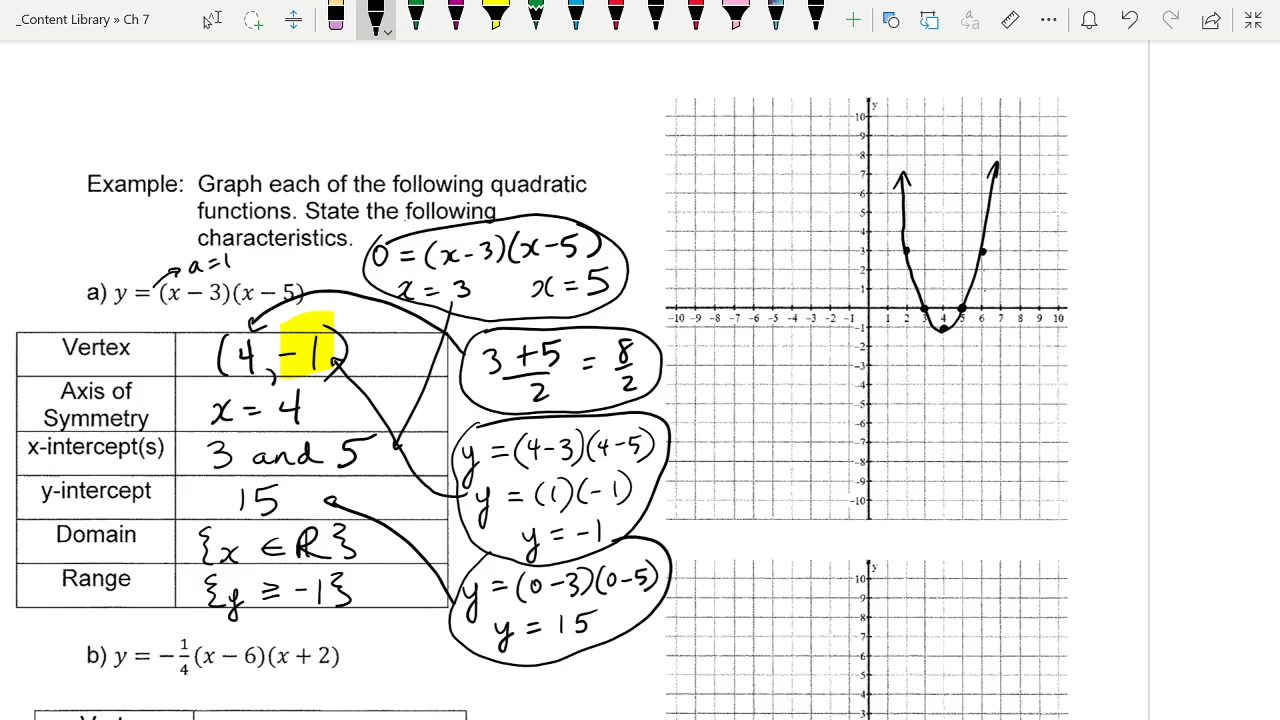 _Content Library » Ch 7
Example: Graph each of the following quadratic
functions. State the following
characteristics.
a = 1
a) y = (x − 3)(x − 5)
0 = (x−3)(x−5)
x = 3 x = 5
Vertex (4, −1)
3 + 5 / 2 = 8 / 2
Axis of
Symmetry x = 4
x-intercept(s) 3 and 5
y = (4−3)(4−5)
y = (1)(−1)
y = −1
y-intercept 15
Domain {x ∈ R}
Range {y ≥ −1}
y = (0−3)(0−5)
y = 15
b) y = −1/4(x − 6)(x + 2)
Vertex
y
10
9
8
7
6
5
4
3
2
1
−10 −9 −8 −7 −6 −5 −4 −3 −2 −1 1 2 3 4 5 6 7 8 9 10
−1
−2
−3
−4
−5
−6
−7
−8
−9
−10
y
10
9
8
7
6
5
4
3